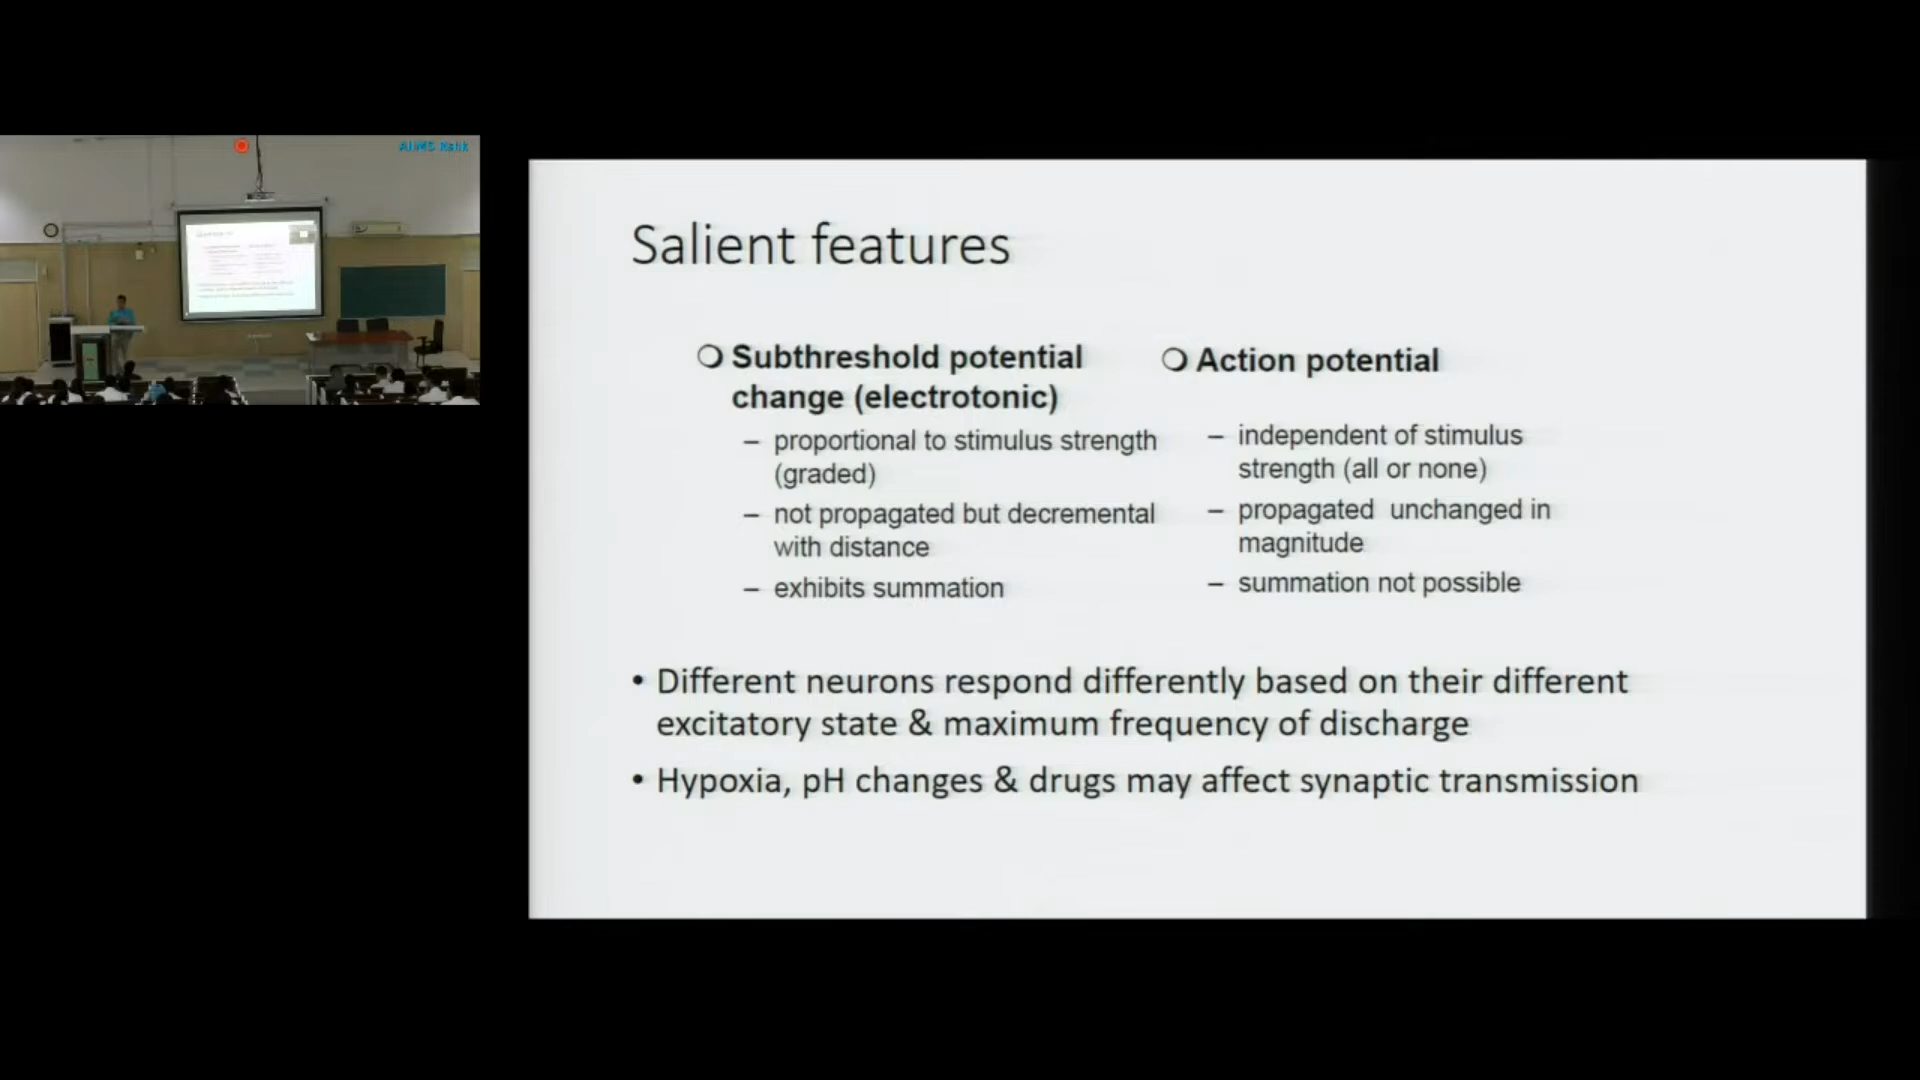 AIIMS Rshk
Salient features
Subthreshold potential
change (electrotonic)
– proportional to stimulus strength
(graded)
– not propagated but decremental
with distance
– exhibits summation
Action potential
– independent of stimulus
strength (all or none)
– propagated unchanged in
magnitude
– summation not possible
• Different neurons respond differently based on their different
excitatory state & maximum frequency of discharge
• Hypoxia, pH changes & drugs may affect synaptic transmission